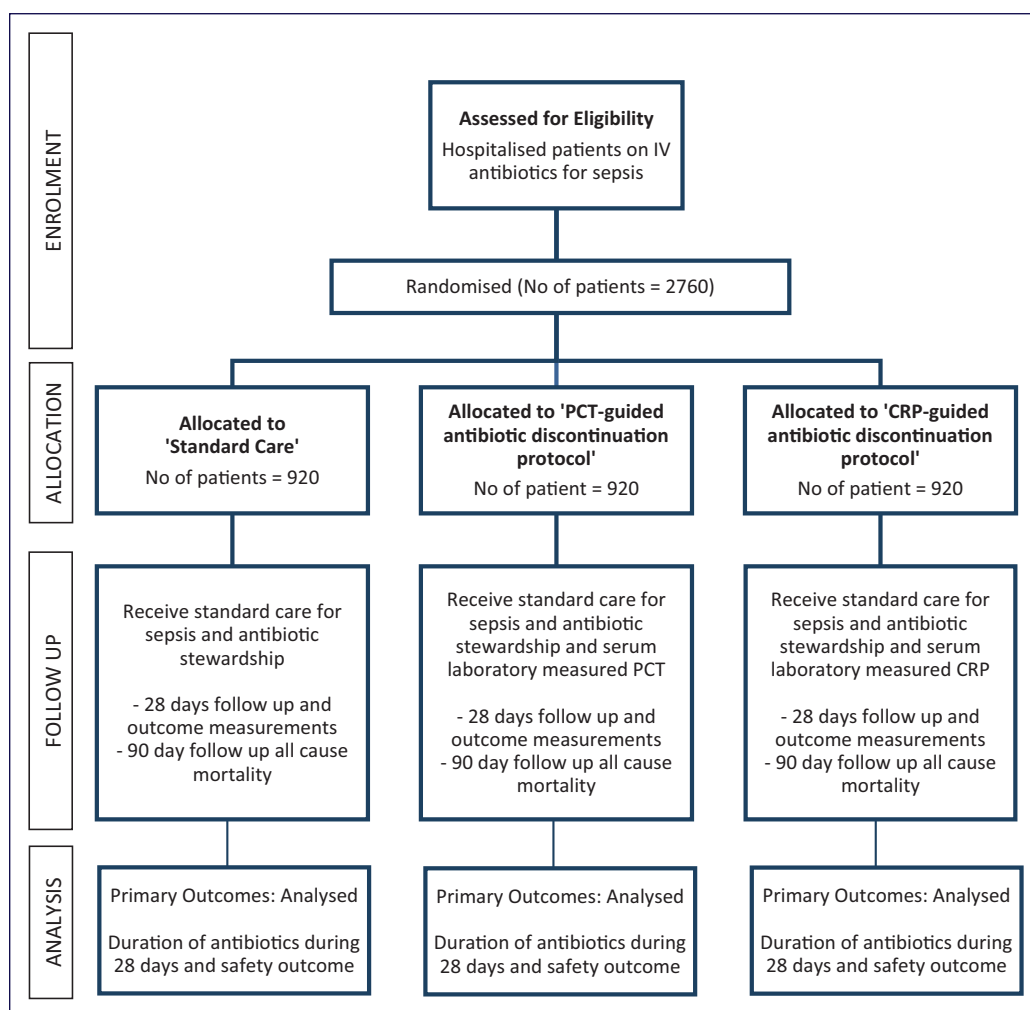 ENROLMENT
Assessed for Eligibility
Hospitalised patients on IV
antibiotics for sepsis
Randomised (No of patients = 2760)
ALLOCATION
Allocated to
'Standard Care'
No of patients = 920
Allocated to 'PCT-guided
antibiotic discontinuation
protocol'
No of patient = 920
Allocated to 'CRP-guided
antibiotic discontinuation
protocol'
No of patients = 920
FOLLOW UP
Receive standard care for
sepsis and antibiotic
stewardship
- 28 days follow up and
outcome measurements
- 90 day follow up all cause
mortality
Receive standard care for
sepsis and antibiotic
stewardship and serum
laboratory measured PCT
- 28 days follow up and
outcome measurements
- 90 day follow up all cause
mortality
Receive standard care for
sepsis and antibiotic
stewardship and serum
laboratory measured CRP
- 28 days follow up and
outcome measurements
- 90 day follow up all cause
mortality
ANALYSIS
Primary Outcomes: Analysed
Duration of antibiotics during
28 days and safety outcome
Primary Outcomes: Analysed
Duration of antibiotics during
28 days and safety outcome
Primary Outcomes: Analysed
Duration of antibiotics during
28 days and safety outcome